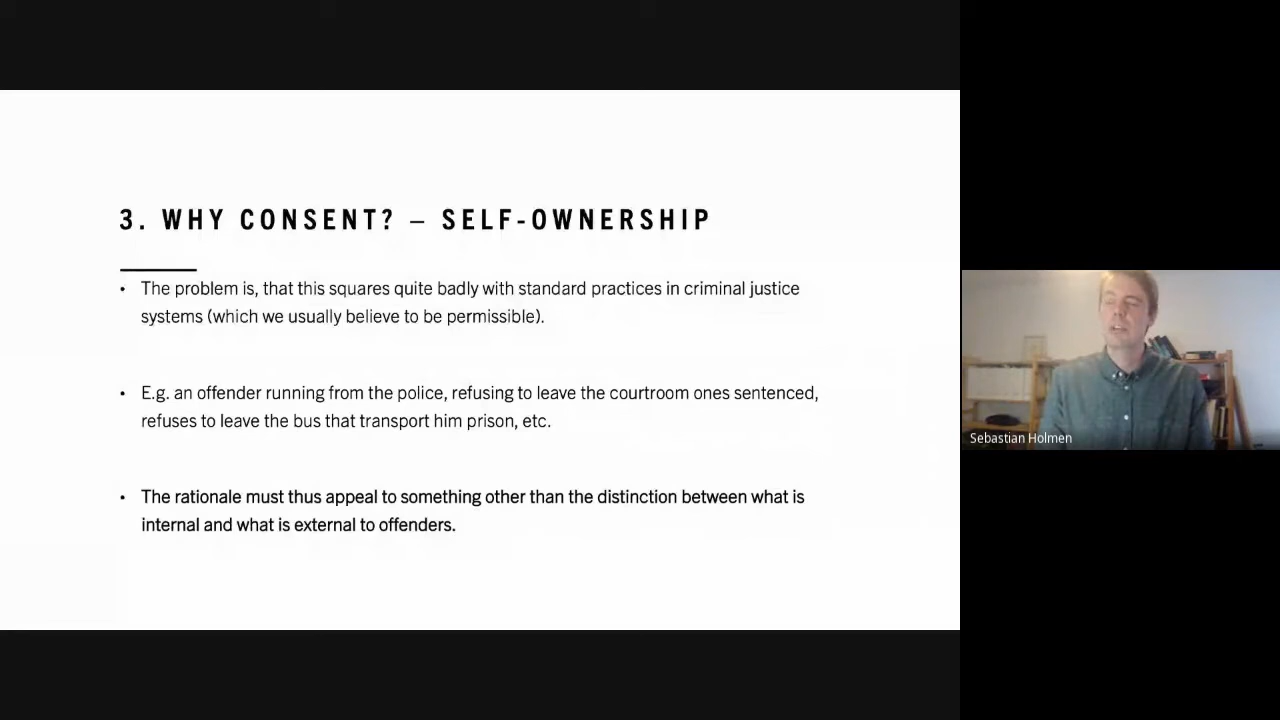 3. WHY CONSENT? – SELF-OWNERSHIP
• The problem is, that this squares quite badly with standard practices in criminal justice
systems (which we usually believe to be permissible).
• E.g. an offender running from the police, refusing to leave the courtroom ones sentenced,
refuses to leave the bus that transport him prison, etc.
• The rationale must thus appeal to something other than the distinction between what is
internal and what is external to offenders.
Sebastian Holmen